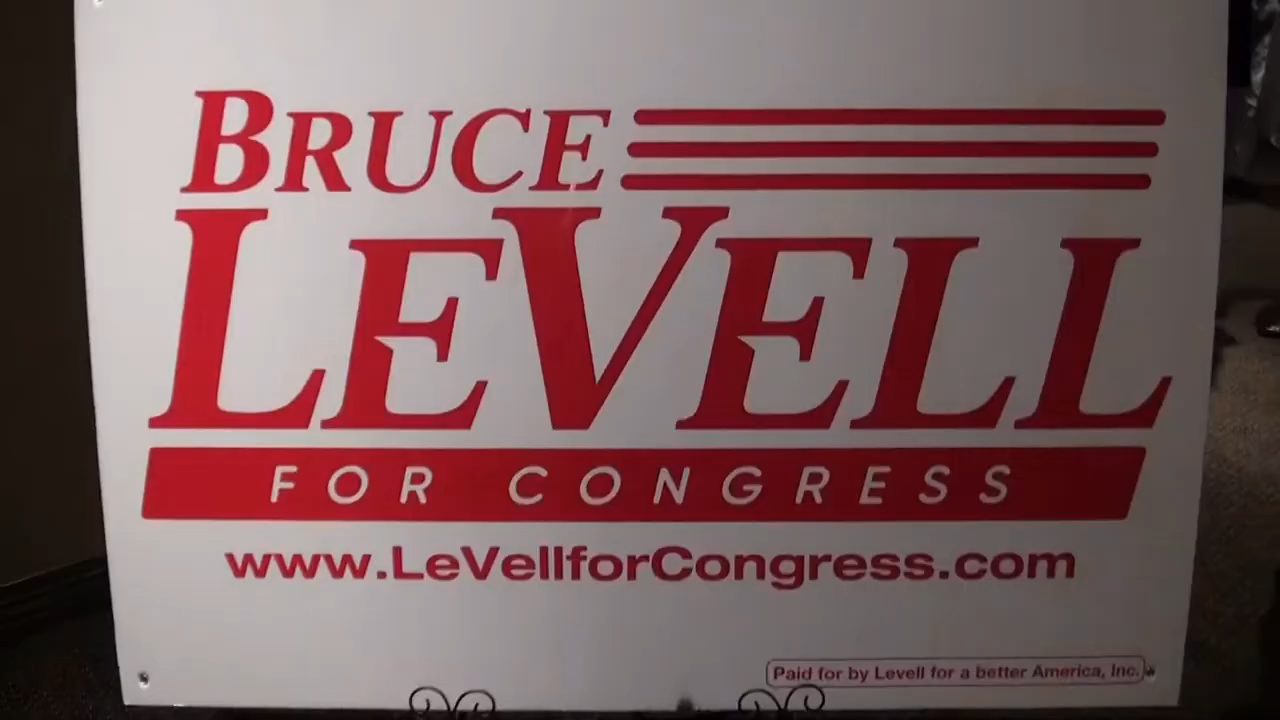 BRUCE
LEVELL
FOR CONGRESS
www.LeVellforCongress.com
Paid for by Levell for a better America, Inc.